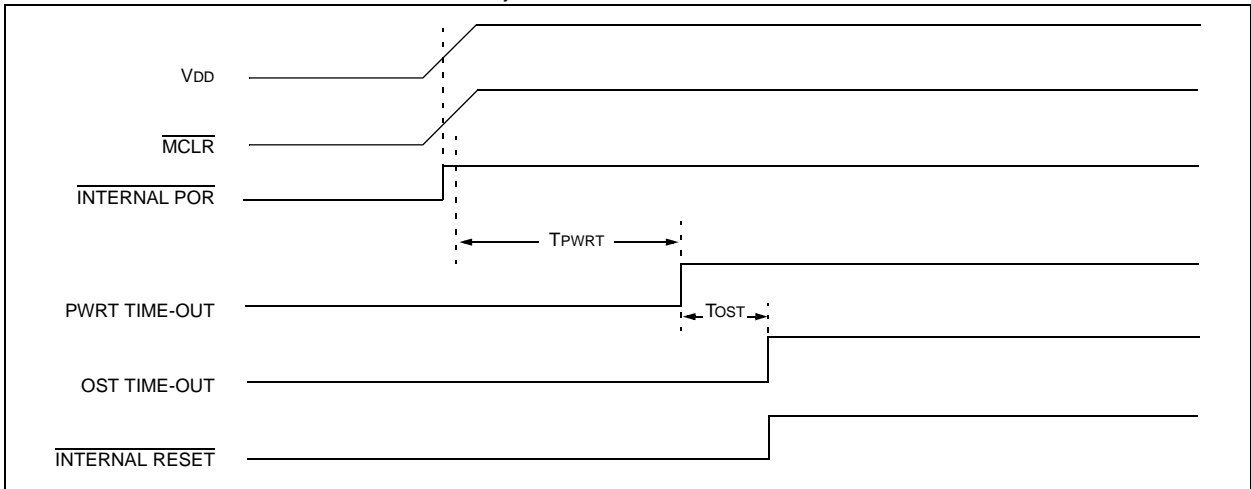 VDD
MCLR
INTERNAL POR
TPWRT
PWRT TIME-OUT
TOST
OST TIME-OUT
INTERNAL RESET